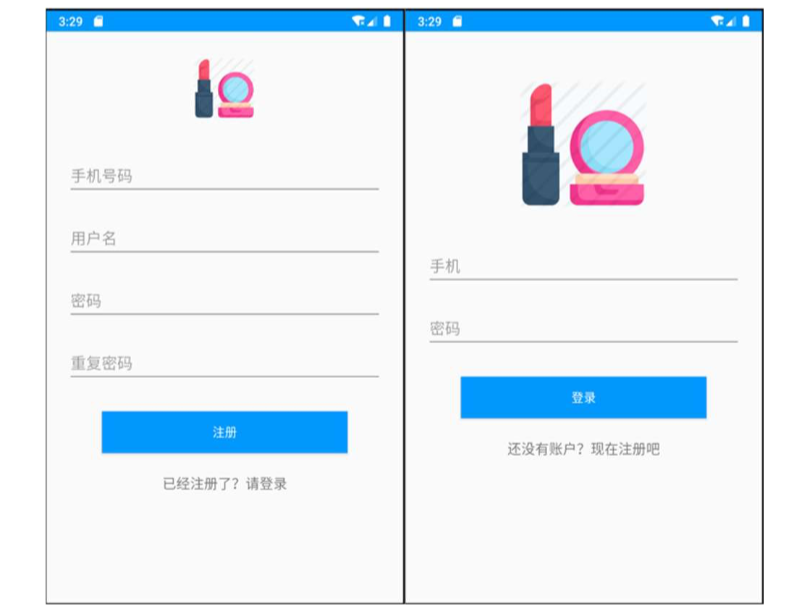 3:29
手机号码
用户名
密码
重复密码
注册
已经注册了？请登录
3:29
手机
密码
登录
还没有账户？现在注册吧